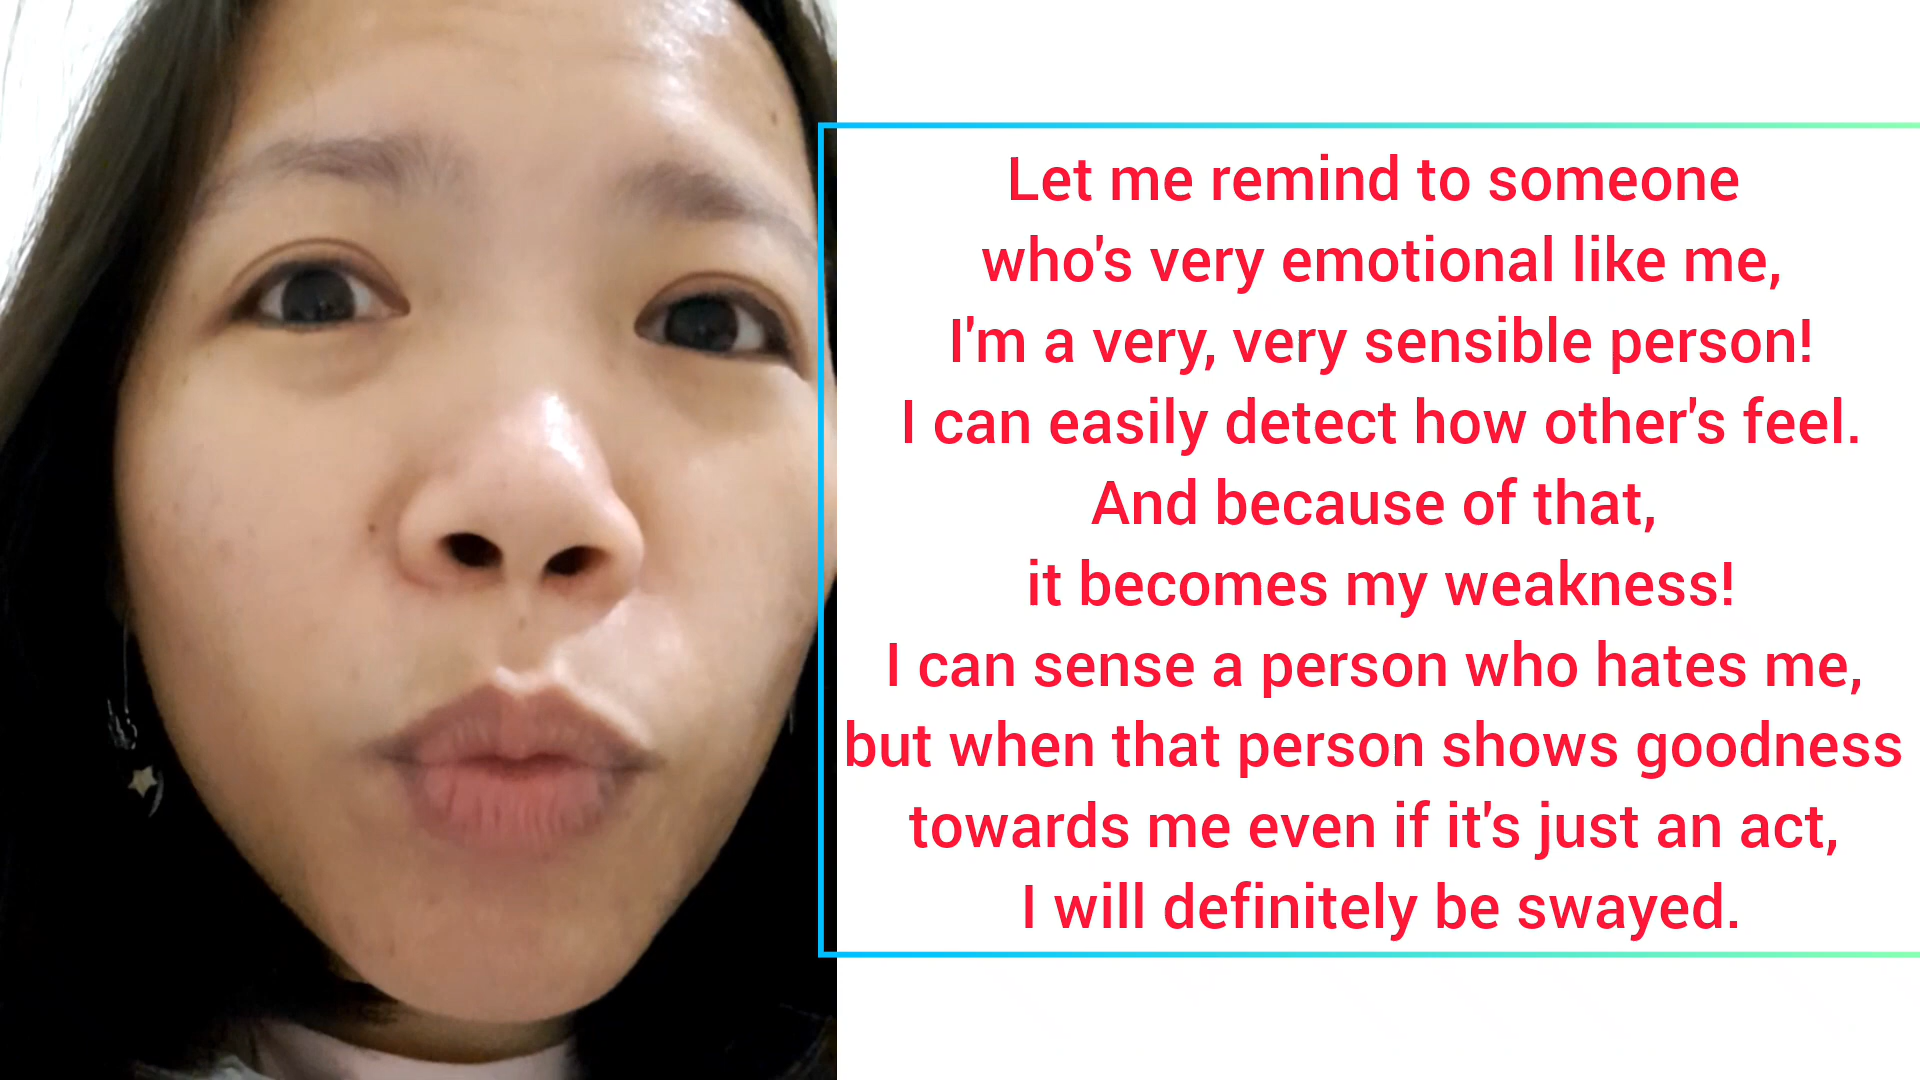 Let me remind to someone
who's very emotional like me,
I'm a very, very sensible person!
I can easily detect how other's feel.
And because of that,
it becomes my weakness!
I can sense a person who hates me,
but when that person shows goodness
towards me even if it's just an act,
I will definitely be swayed.